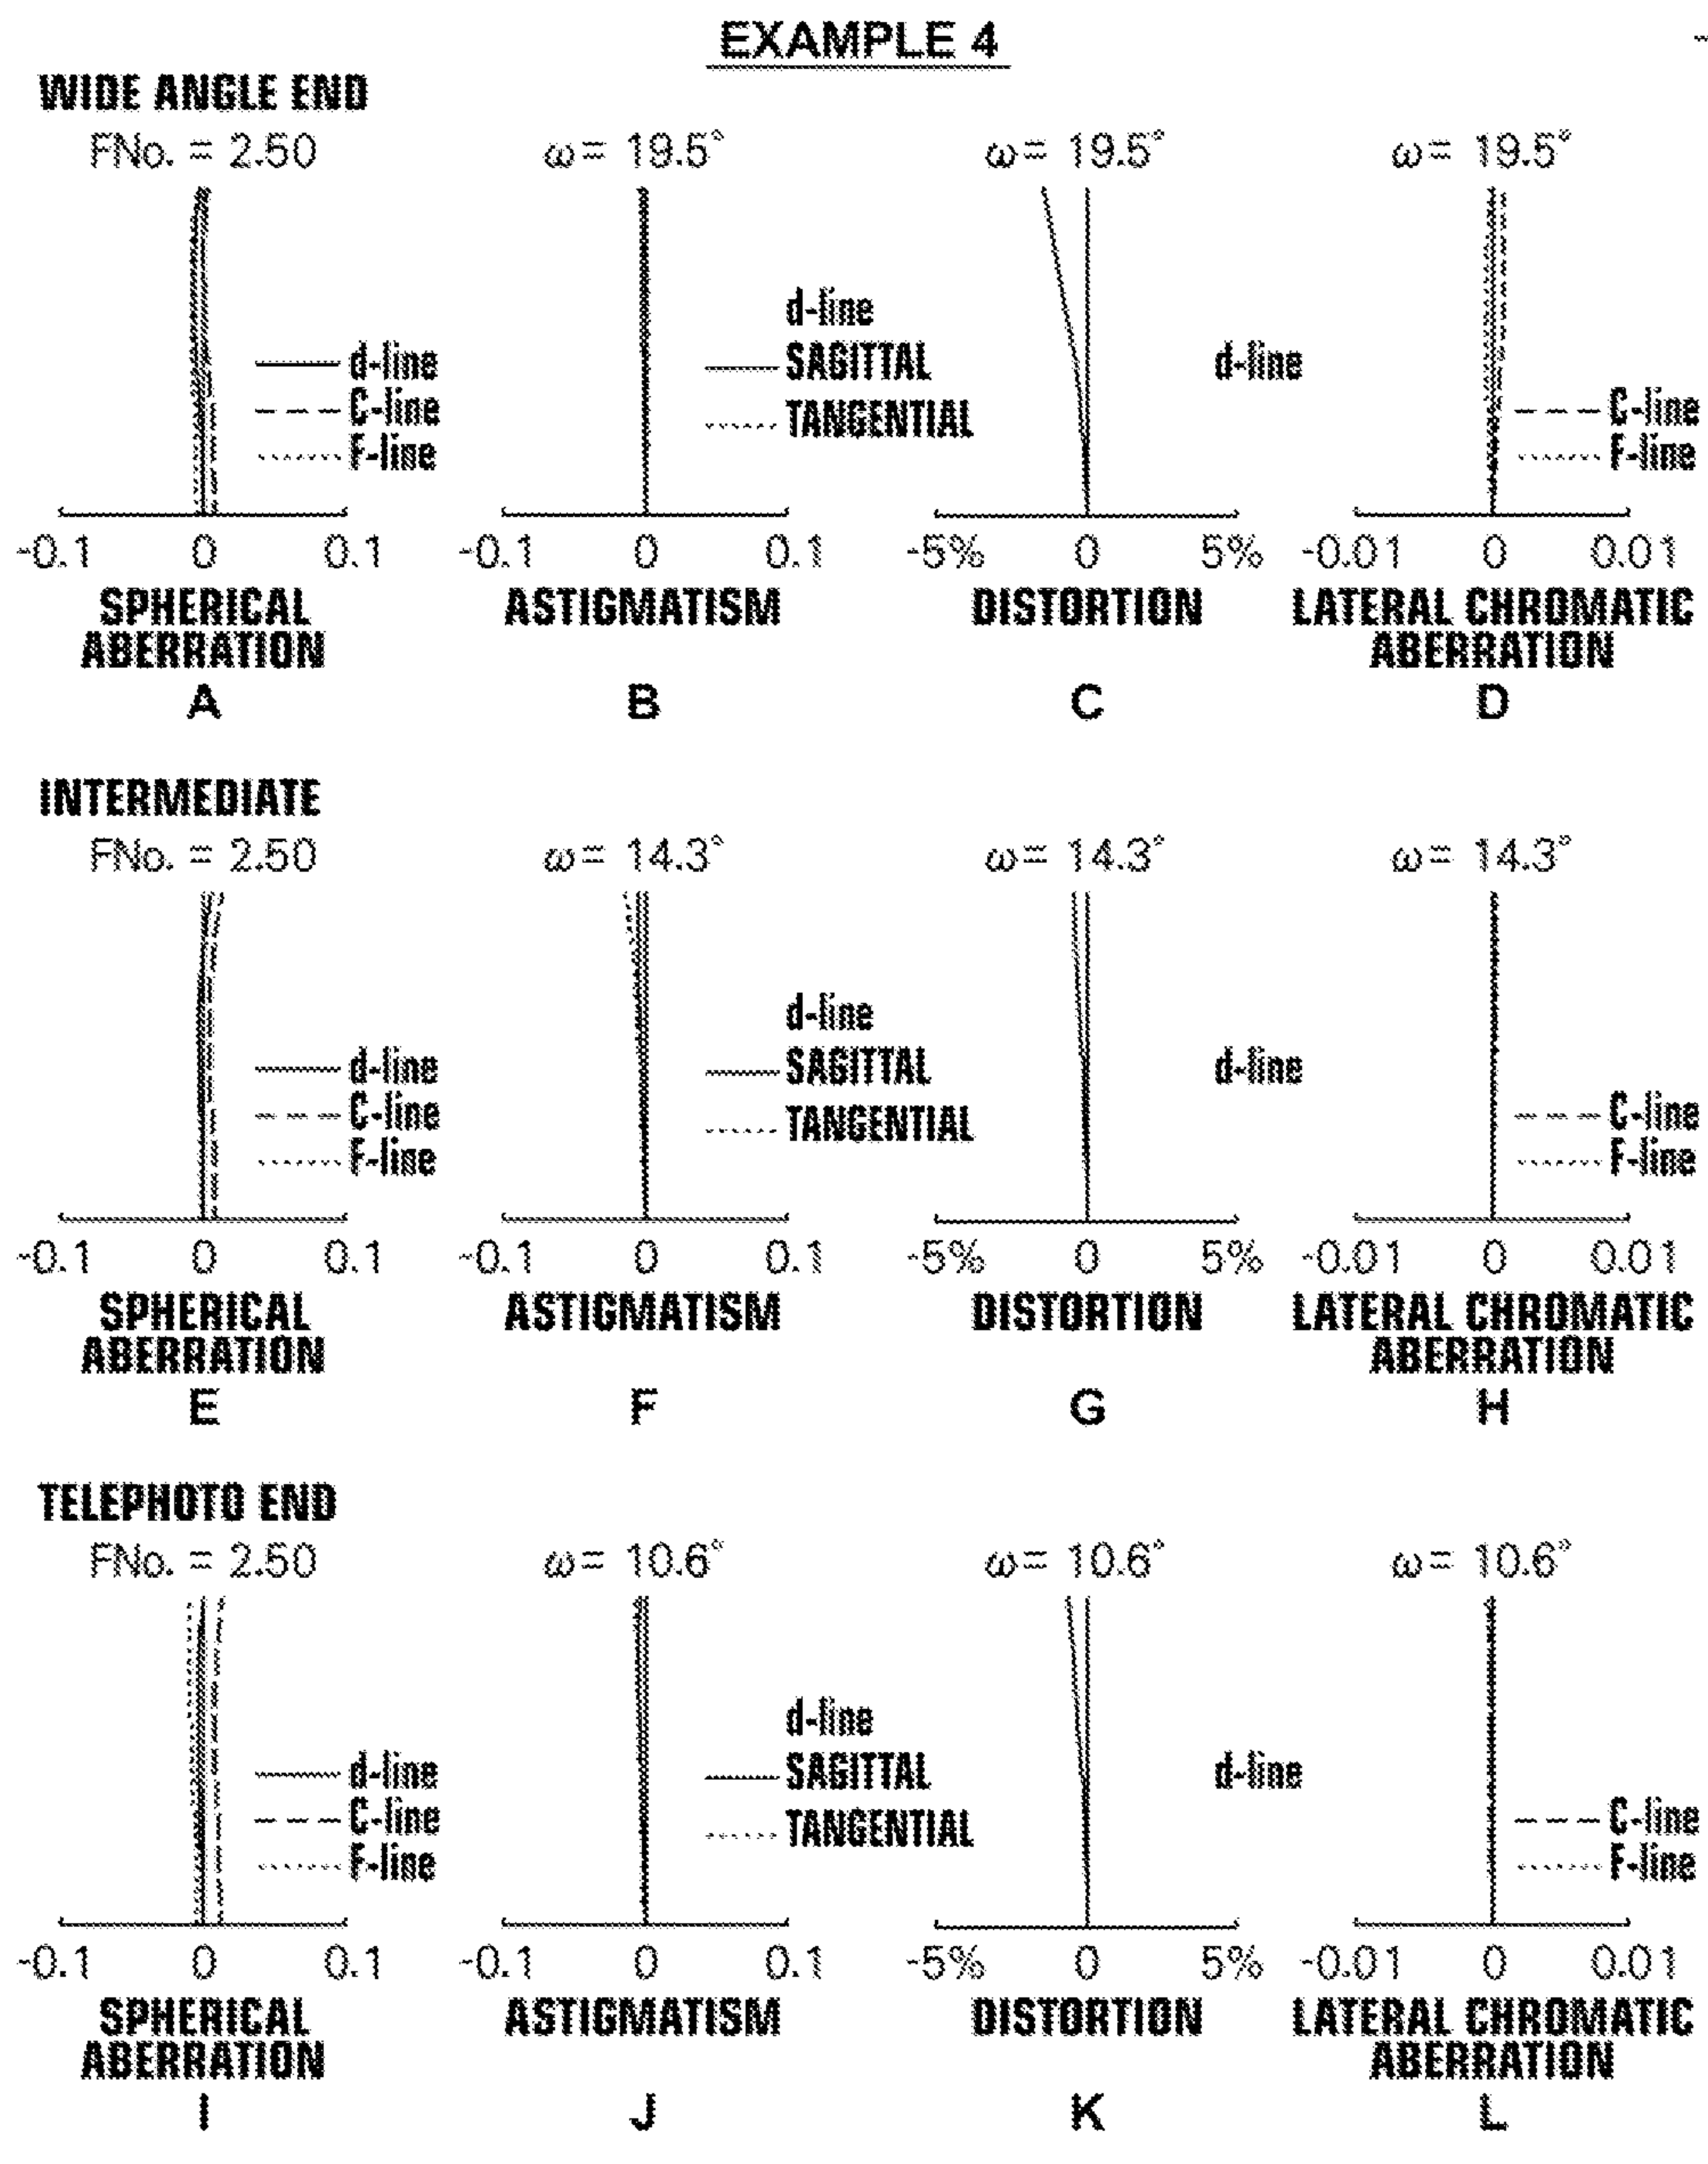 EXAMPLE 4
WIDE ANGLE END
FNo. = 2.50
ω= 19.5°
ω= 19.5°
ω= 19.5°
d-line
C-line
F-line
d-line
SAGITTAL
TANGENTIAL
d-line
C-line
F-line
-0.1 0 0.1
-0.1 0 0.1
-5% 0 5%
-0.01 0 0.01
SPHERICAL
ABERRATION
ASTIGMATISM
DISTORTION
LATERAL CHROMATIC
ABERRATION
A
B
C
D
INTERMEDIATE
FNo. = 2.50
ω= 14.3°
ω= 14.3°
ω= 14.3°
d-line
C-line
F-line
d-line
SAGITTAL
TANGENTIAL
d-line
C-line
F-line
-0.1 0 0.1
-0.1 0 0.1
-5% 0 5%
-0.01 0 0.01
SPHERICAL
ABERRATION
ASTIGMATISM
DISTORTION
LATERAL CHROMATIC
ABERRATION
E
F
G
H
TELEPHOTO END
FNo. = 2.50
ω= 10.6°
ω= 10.6°
ω= 10.6°
d-line
C-line
F-line
d-line
SAGITTAL
TANGENTIAL
d-line
C-line
F-line
-0.1 0 0.1
-0.1 0 0.1
-5% 0 5%
-0.01 0 0.01
SPHERICAL
ABERRATION
ASTIGMATISM
DISTORTION
LATERAL CHROMATIC
ABERRATION
I
J
K
L